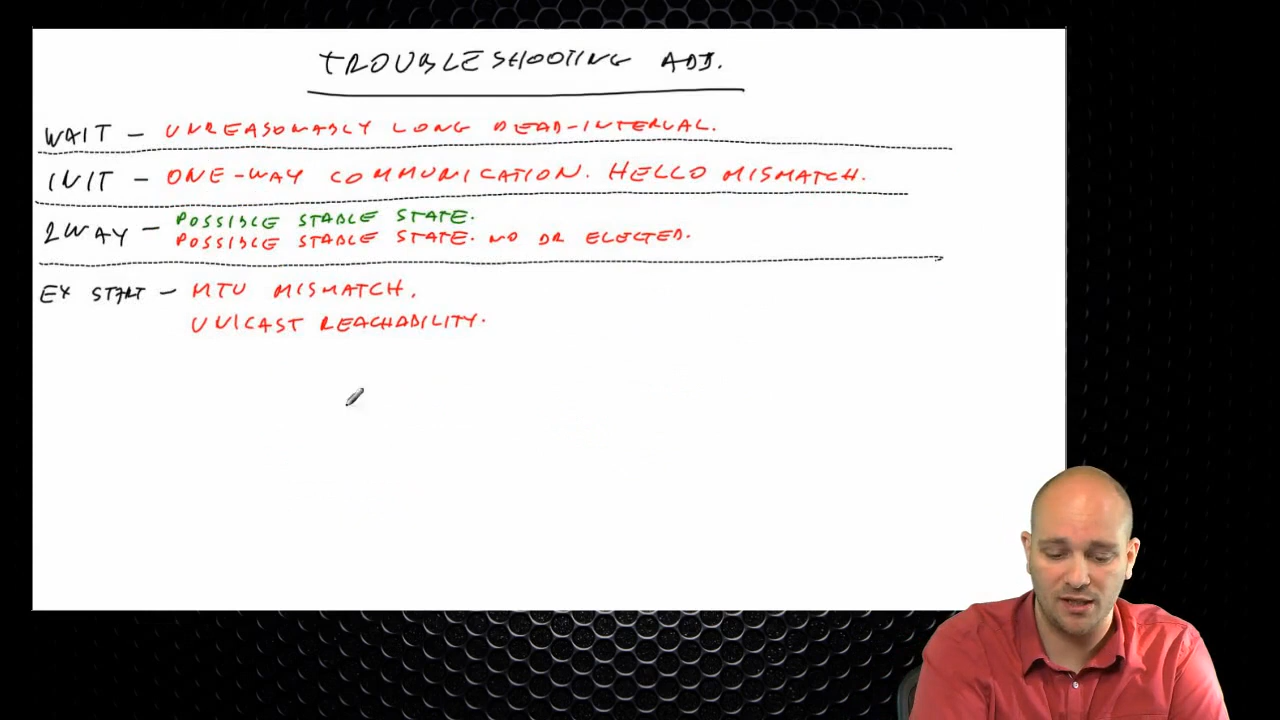 TROUBLESHOOTING ADJ.
WAIT - UNREASONABLY LONG DEAD-INTERVAL.
INIT - ONE-WAY COMMUNICATION. HELLO MISMATCH.
2WAY - POSSIBLE STABLE STATE.
POSSIBLE STABLE STATE. NO DR ELECTED.
EX START - MTU MISMATCH.
UNICAST REACHABILITY.